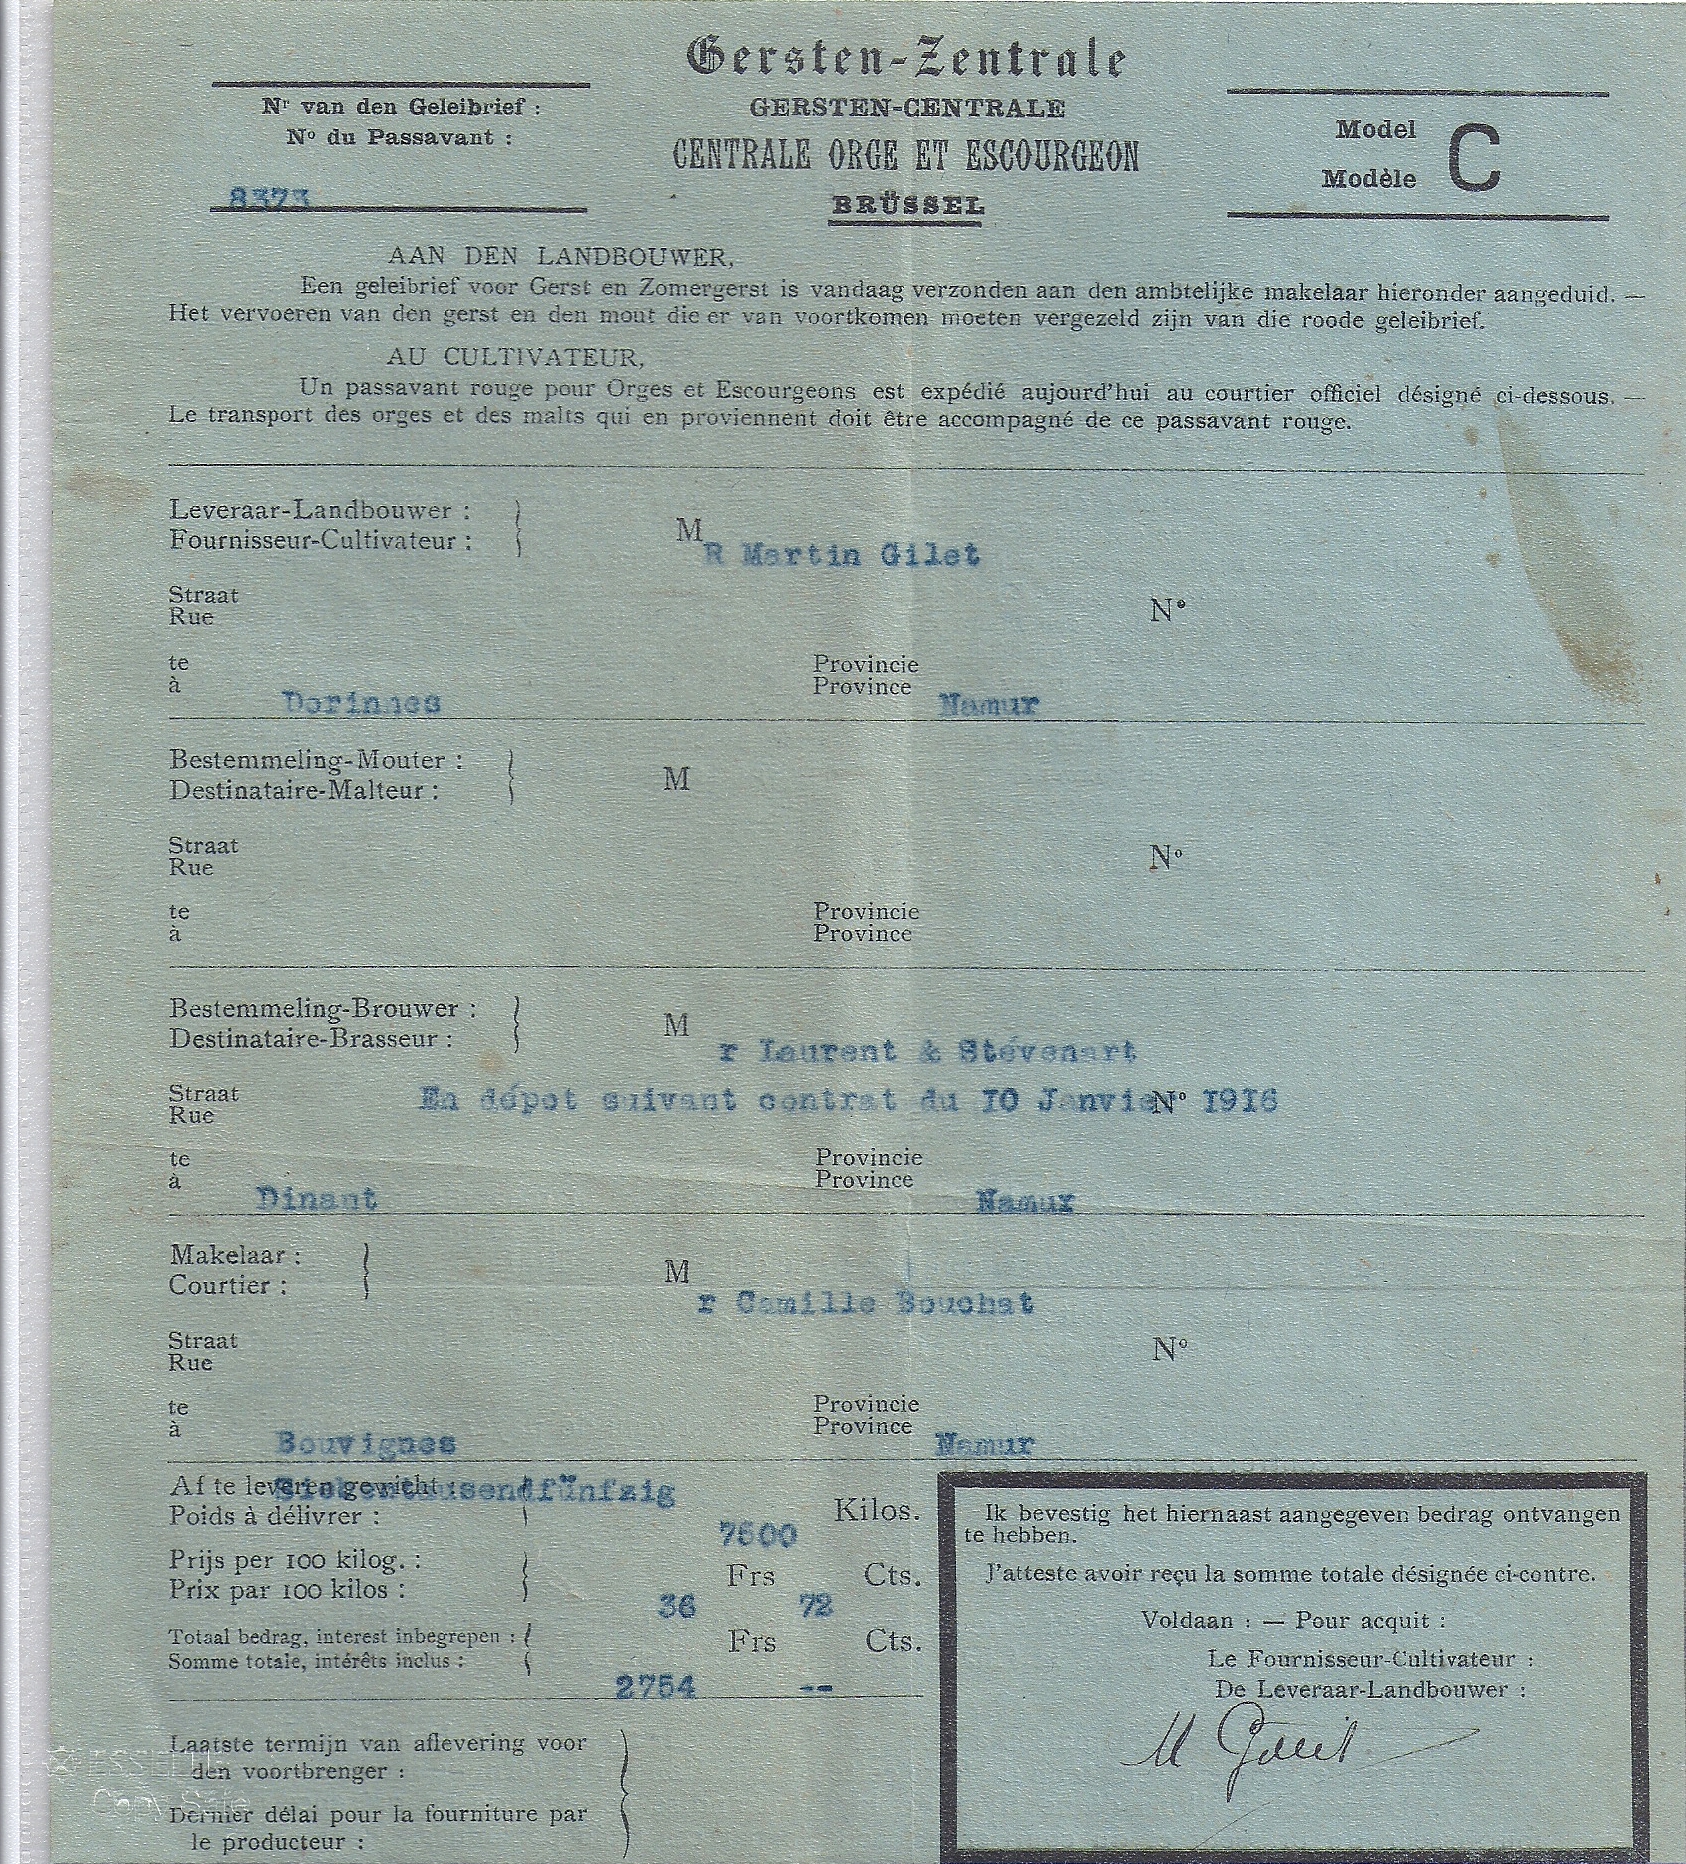 Gersten-Zentrale
GERSTEN-CENTRALE
CENTRALE ORGE ET ESCOURGEON
BRÜSSEL
Nr van den Geleibrief :
No du Passavant :
8373
Model
Modèle
C
AAN DEN LANDBOUWER,
Een geleibrief voor Gerst en Zomergerst is vandaag verzonden aan den ambtelijke makelaar hieronder aangeduid. —
Het vervoeren van den gerst en den mout die er van voortkomen moeten vergezeld zijn van die roode geleibrief.
AU CULTIVATEUR,
Un passavant rouge pour Orges et Escourgeons est expédié aujourd'hui au courtier officiel désigné ci-dessous. —
Le transport des orges et des malts qui en proviennent doit être accompagné de ce passavant rouge.
Leveraar-Landbouwer :
Fournisseur-Cultivateur :
M
R Martin Gilet
Straat
Rue
N°
te
à
Dorinnes
Provincie
Province
Namur
Bestemmeling-Mouter :
Destinataire-Malteur :
M
Straat
Rue
No
te
à
Provincie
Province
Bestemmeling-Brouwer :
Destinataire-Brasseur :
M
r Laurent & Stévenart
Straat
Rue
En dépot suivant contrat du 10 Janvier N° 1916
te
à
Dinant
Provincie
Province
Namur
Makelaar :
Courtier :
M
r Camille Bouchat
Straat
Rue
No
te
à
Bouvignes
Provincie
Province
Namur
Af te leveren gewicht :
Poids à délivrer :
7500
Kilos.
Prijs per 100 kilog. :
Prix par 100 kilos :
Frs
Cts.
36
72
Totaal bedrag, interest inbegrepen :
Somme totale, intérêts inclus :
Frs
Cts.
2754
--
Laatste termijn van aflevering voor
den voortbrenger :
Dernier délai pour la fourniture par
le producteur :
Ik bevestig het hiernaast aangegeven bedrag ontvangen
te hebben.
J'atteste avoir reçu la somme totale désignée ci-contre.
Voldaan : — Pour acquit :
Le Fournisseur-Cultivateur :
De Leveraar-Landbouwer :
ESSELTE
Copy Safe